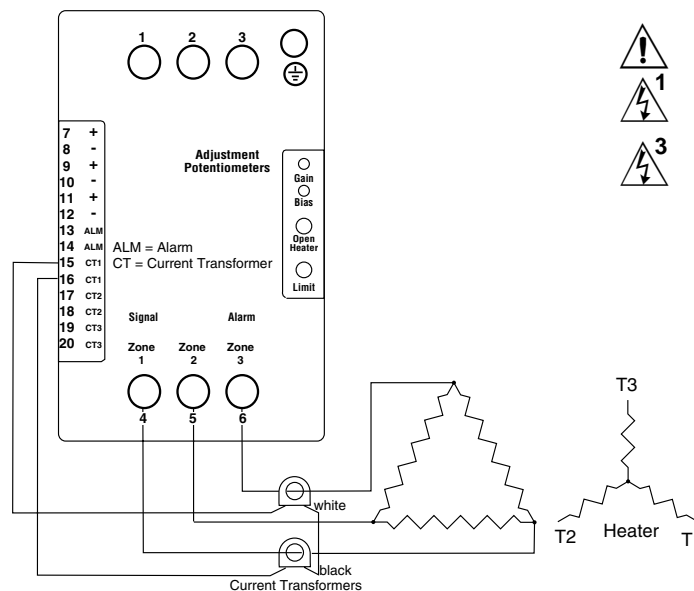 1 2 3
7 +
8 -
9 +
10 -
11 +
12 -
13 ALM
14 ALM
15 CT1
16 CT1
17 CT2
18 CT2
19 CT3
20 CT3
ALM = Alarm
CT = Current Transformer
Adjustment
Potentiometers
Gain
Bias
Open
Heater
Limit
Signal Alarm
Zone Zone Zone
1 2 3
4 5 6
white
black
Current Transformers
1
3
T3
T2
Heater
T